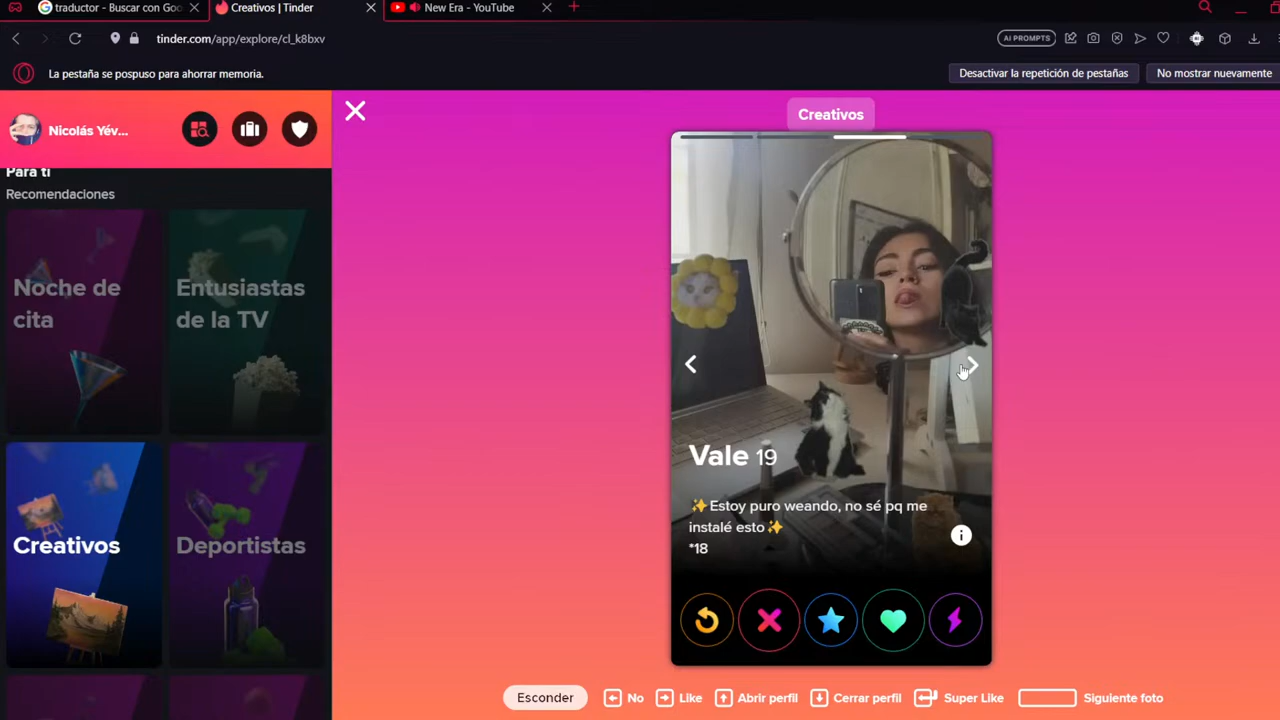 traductor - Buscar con Goo
Creativos | Tinder
New Era - YouTube
tinder.com/app/explore/cl_k8bxv
AI PROMPTS
La pestaña se pospuso para ahorrar memoria.
Desactivar la repetición de pestañas
No mostrar nuevamente
Nicolás Yév...
Creativos
Para ti
Recomendaciones
Noche de
cita
Entusiastas
de la TV
Creativos
Deportistas
Vale 19
✨Estoy puro weando, no sé pq me
instalé esto✨
*18
Esconder
No
Like
Abrir perfil
Cerrar perfil
Super Like
Siguiente foto